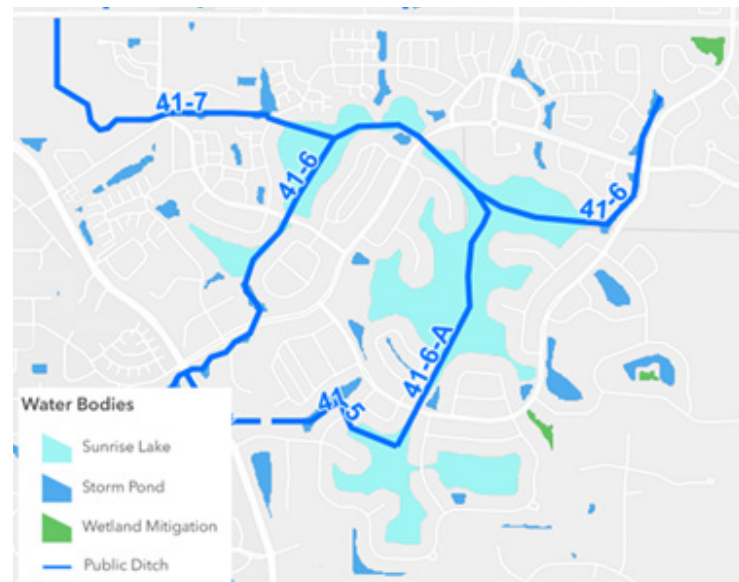 41-7
41-6
41-6
41-6-A
41-5
Water Bodies
Sunrise Lake
Storm Pond
Wetland Mitigation
Public Ditch